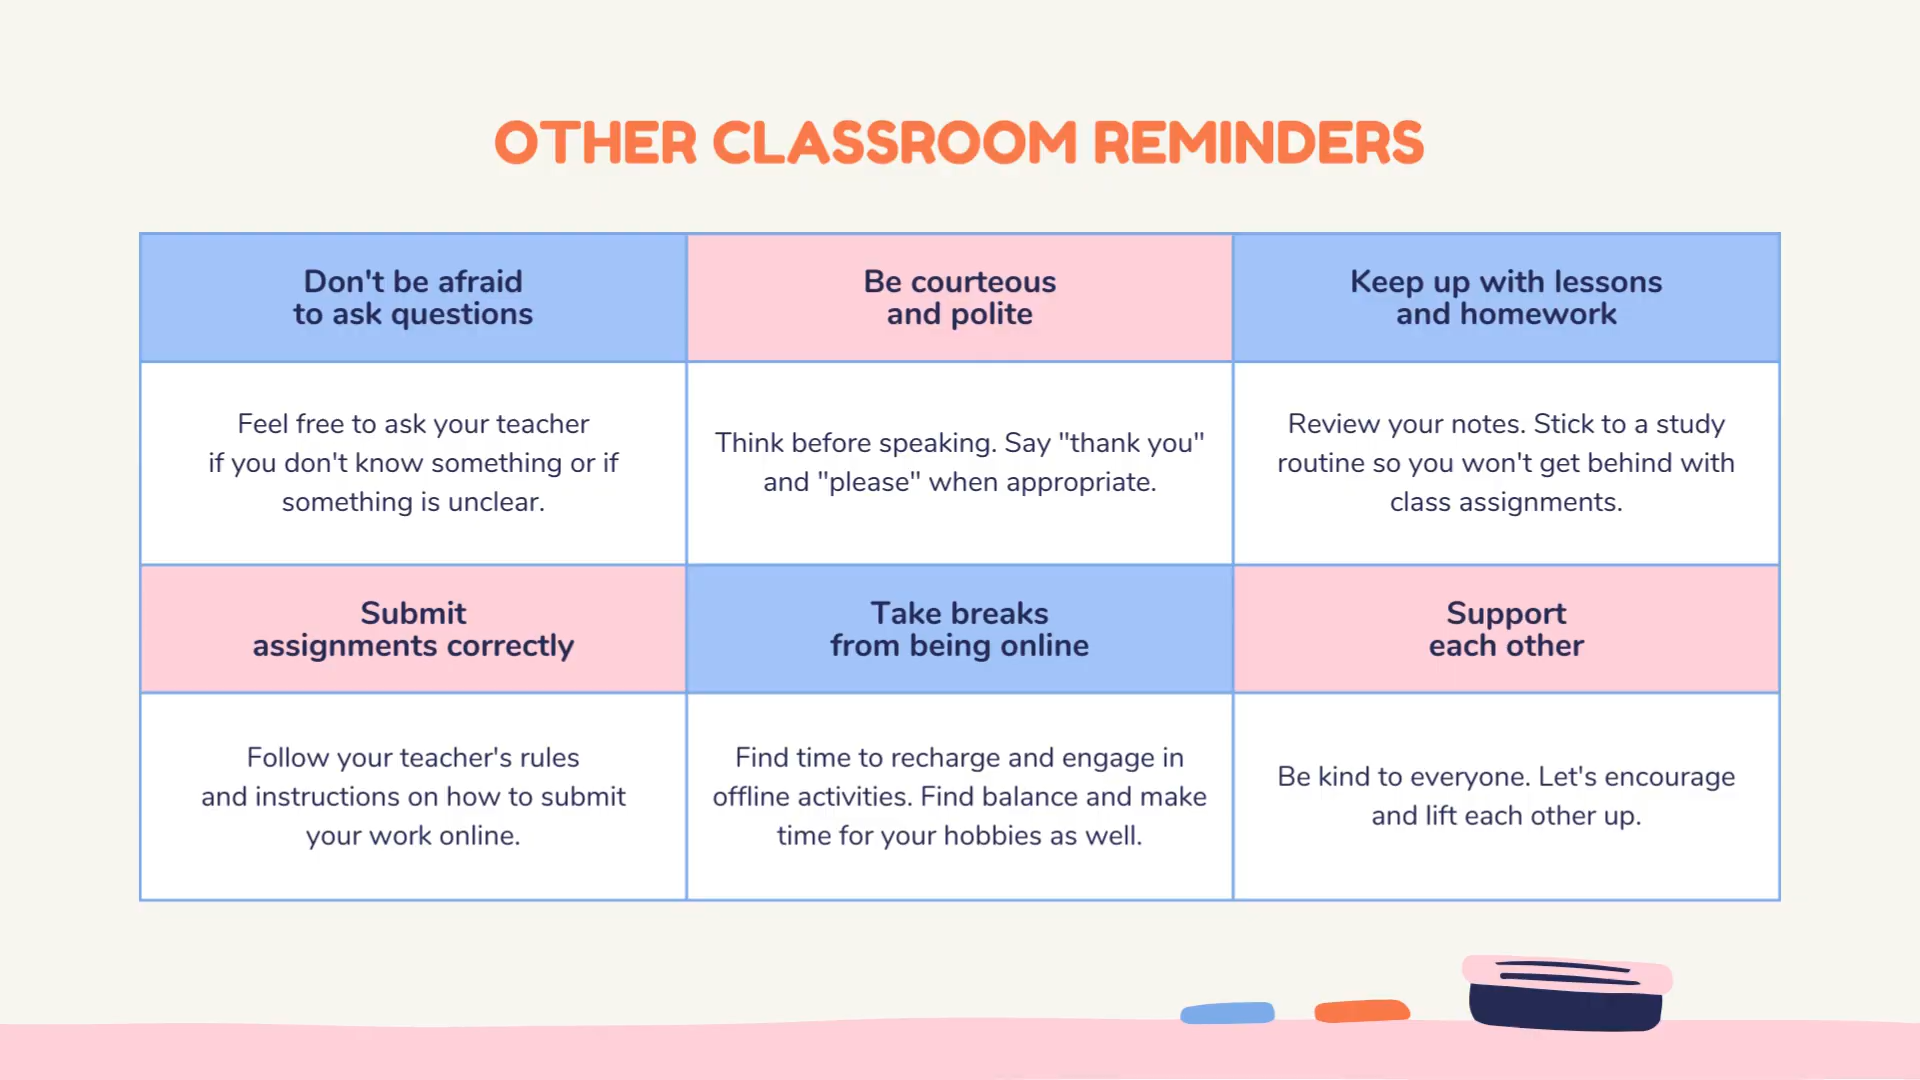 OTHER CLASSROOM REMINDERS
Don't be afraid
to ask questions
Be courteous
and polite
Keep up with lessons
and homework
Feel free to ask your teacher
if you don't know something or if
something is unclear.
Think before speaking. Say "thank you"
and "please" when appropriate.
Review your notes. Stick to a study
routine so you won't get behind with
class assignments.
Submit
assignments correctly
Take breaks
from being online
Support
each other
Follow your teacher's rules
and instructions on how to submit
your work online.
Find time to recharge and engage in
offline activities. Find balance and make
time for your hobbies as well.
Be kind to everyone. Let's encourage
and lift each other up.